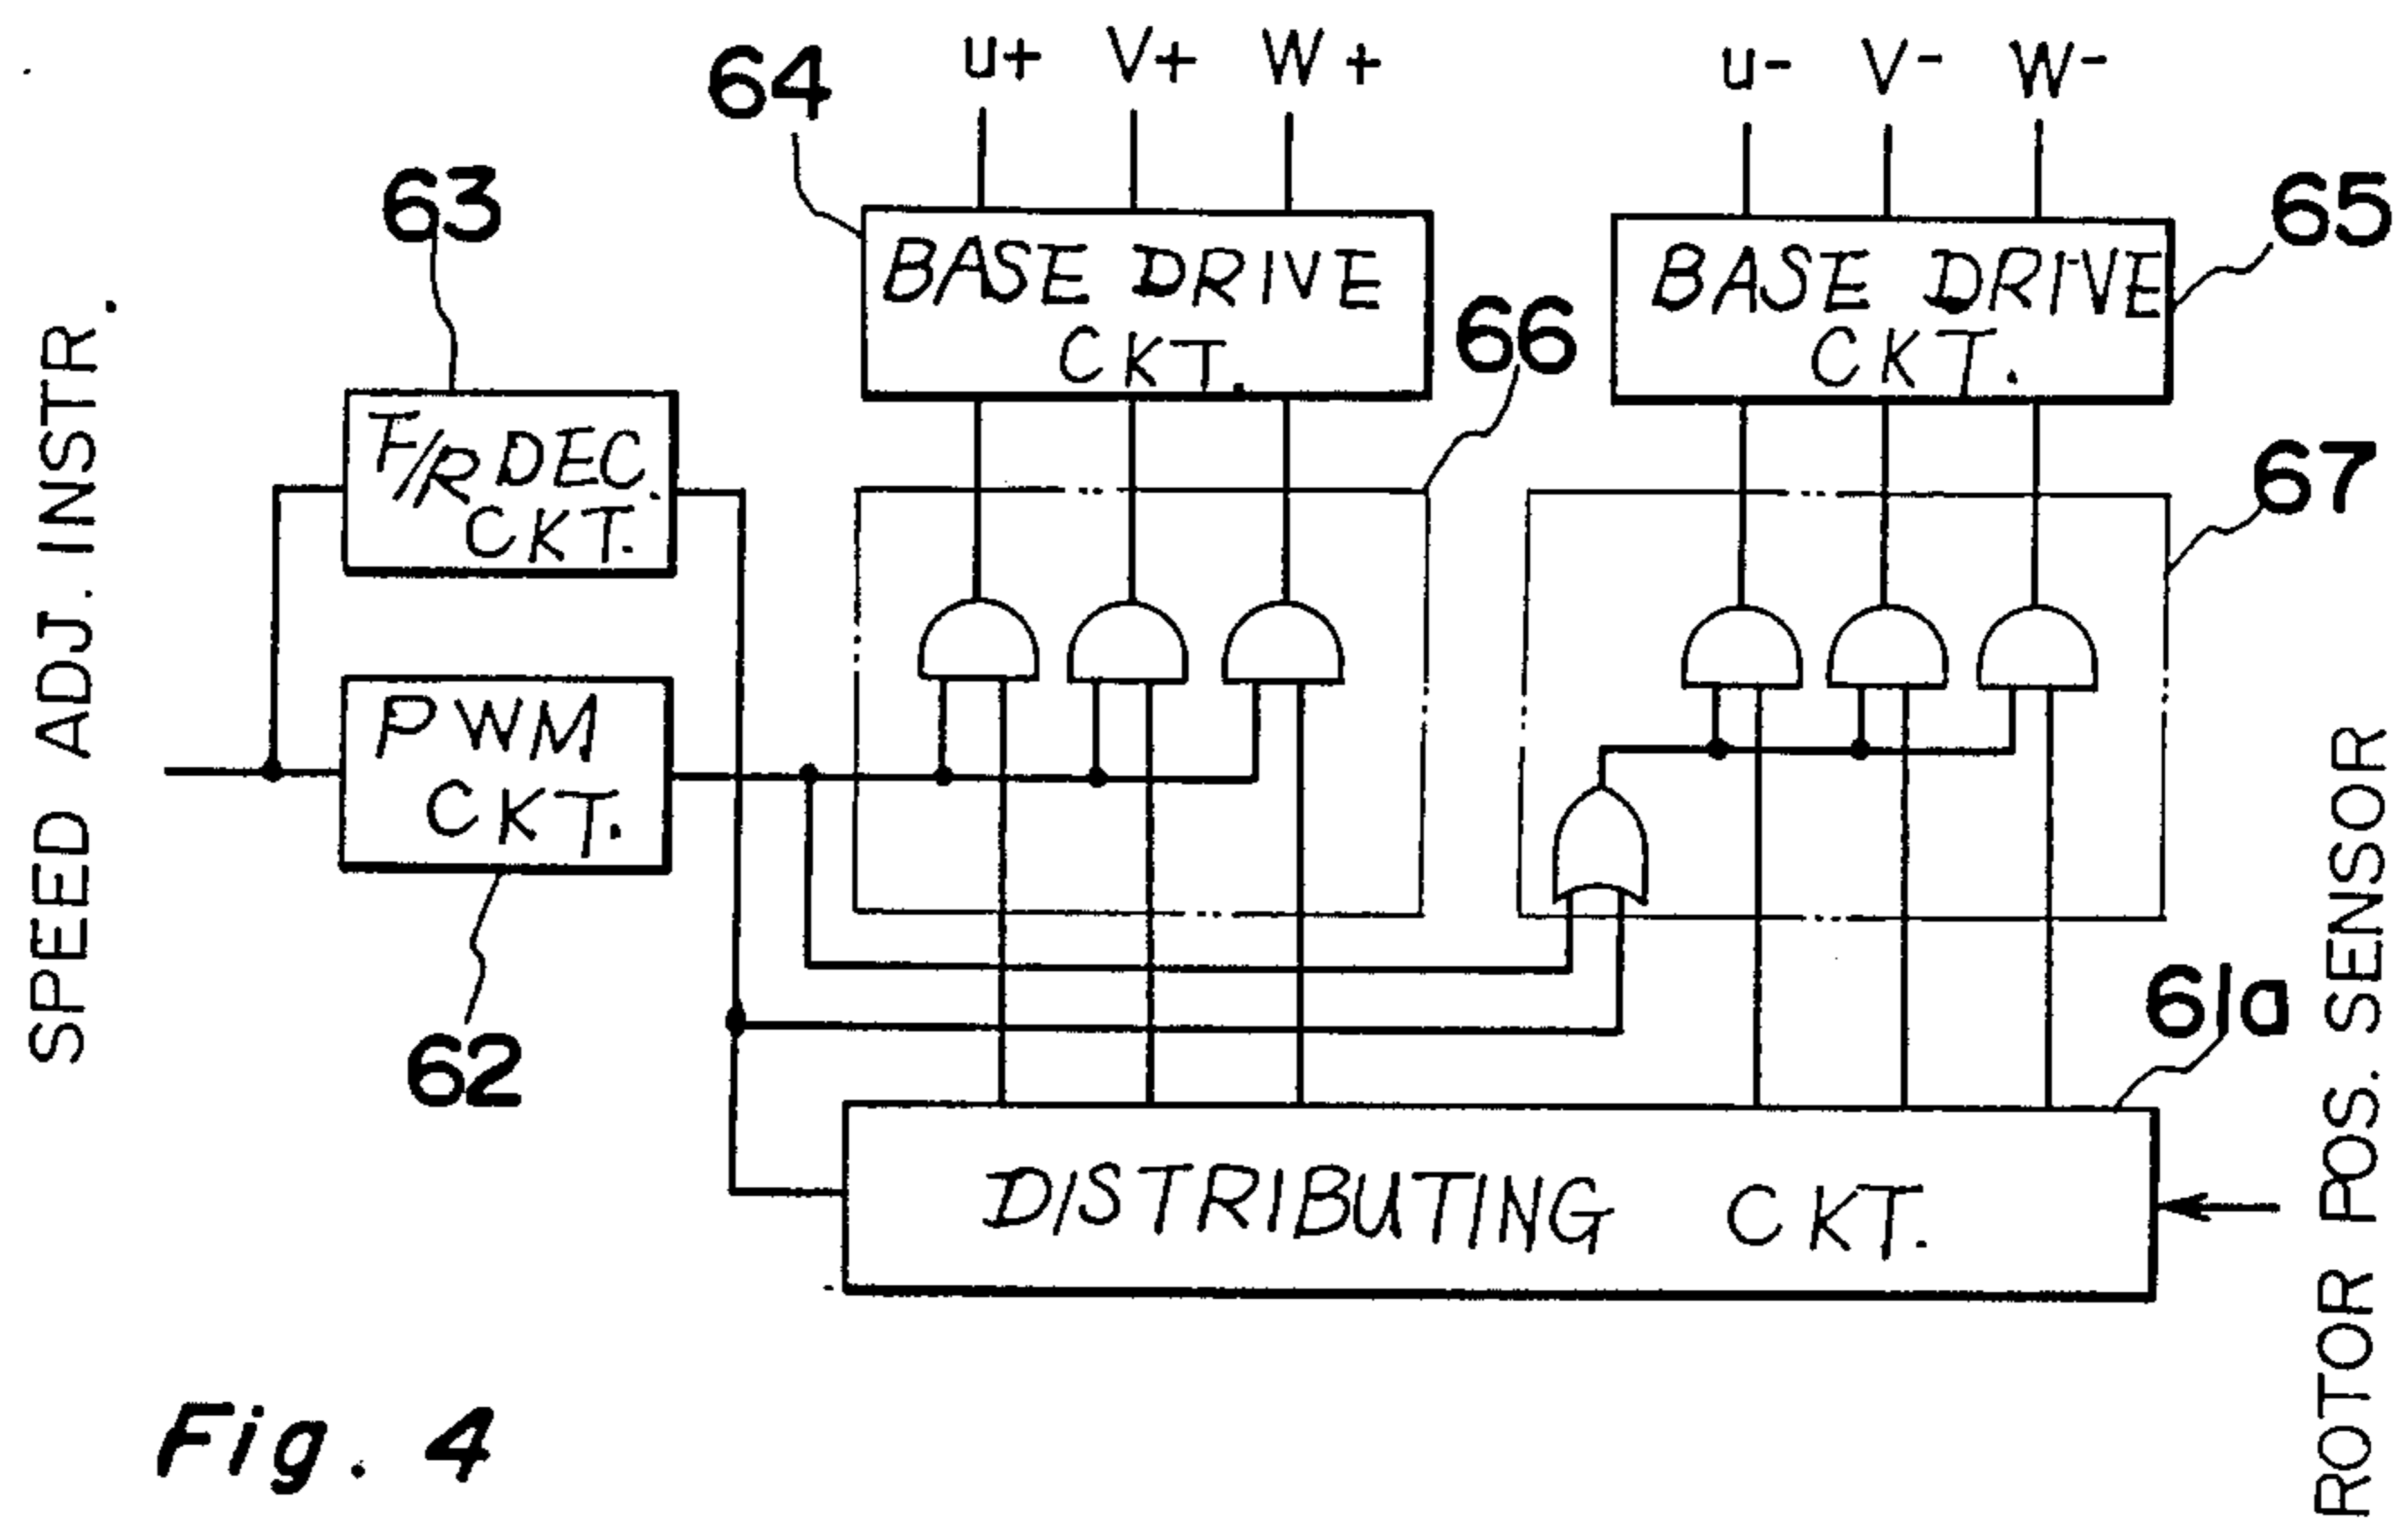 64
u+ V+ W+
u- V- W-
63
65
BASE DRIVE
CKT.
BASE DRIVE
CKT.
66
SPEED ADJ. INSTR.
F/R DEC.
CKT.
67
PWM
CKT.
62
61a
DISTRIBUTING CKT.
ROTOR POS. SENSOR
Fig. 4